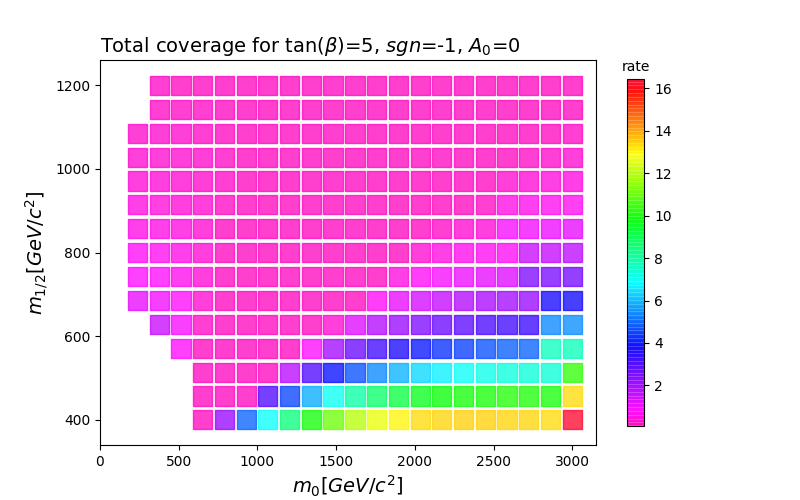 Total coverage for tan(β)=5, sgn=-1, A₀=0
rate
m₁/₂[GeV/c²]
1200
1000
800
600
400
0 500 1000 1500 2000 2500 3000
m₀[GeV/c²]
16
14
12
10
8
6
4
2